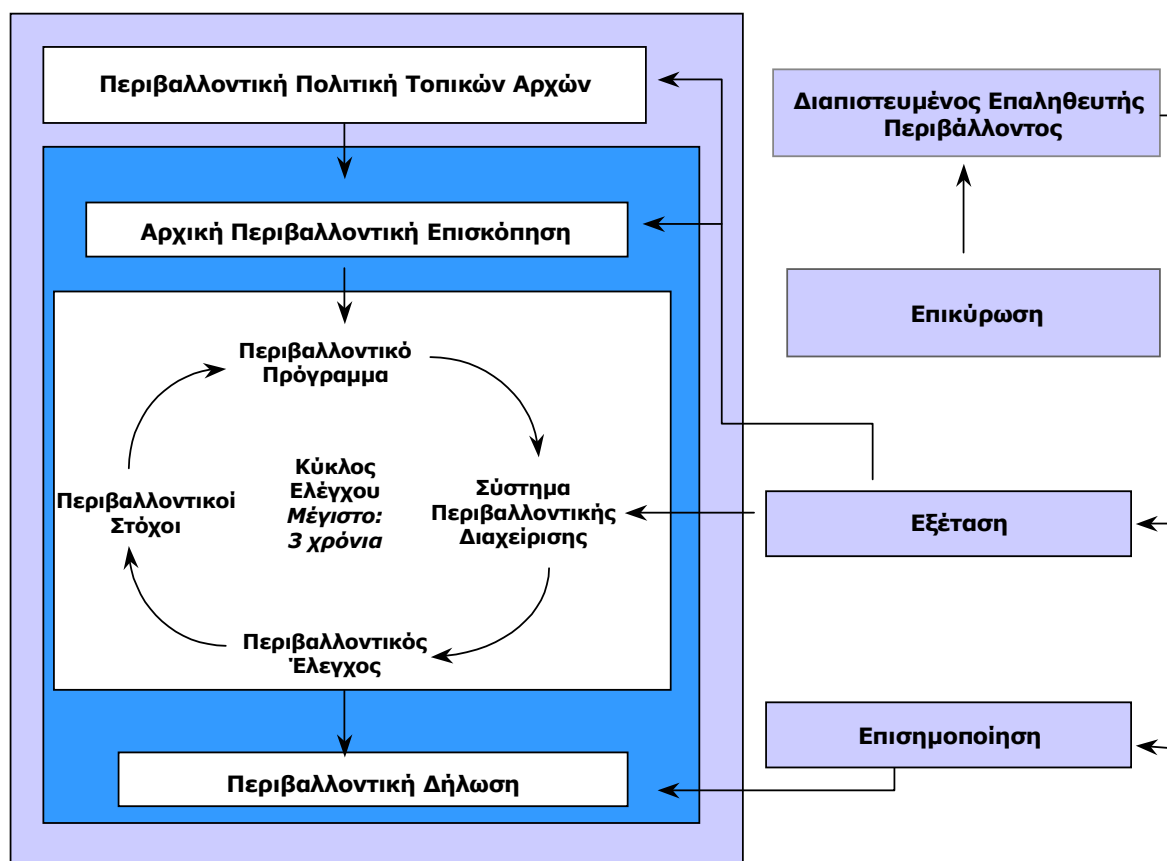 Περιβαλλοντική Πολιτική Τοπικών Αρχών
Διαπιστευμένος Επαληθευτής
Περιβάλλοντος
Αρχική Περιβαλλοντική Επισκόπηση
Επικύρωση
Περιβαλλοντικό
Πρόγραμμα
Κύκλος
Ελέγχου
Μέγιστο:
3 χρόνια
Περιβαλλοντικοί
Στόχοι
Σύστημα
Περιβαλλοντικής
Διαχείρισης
Εξέταση
Περιβαλλοντικός
Έλεγχος
Επισημοποίηση
Περιβαλλοντική Δήλωση